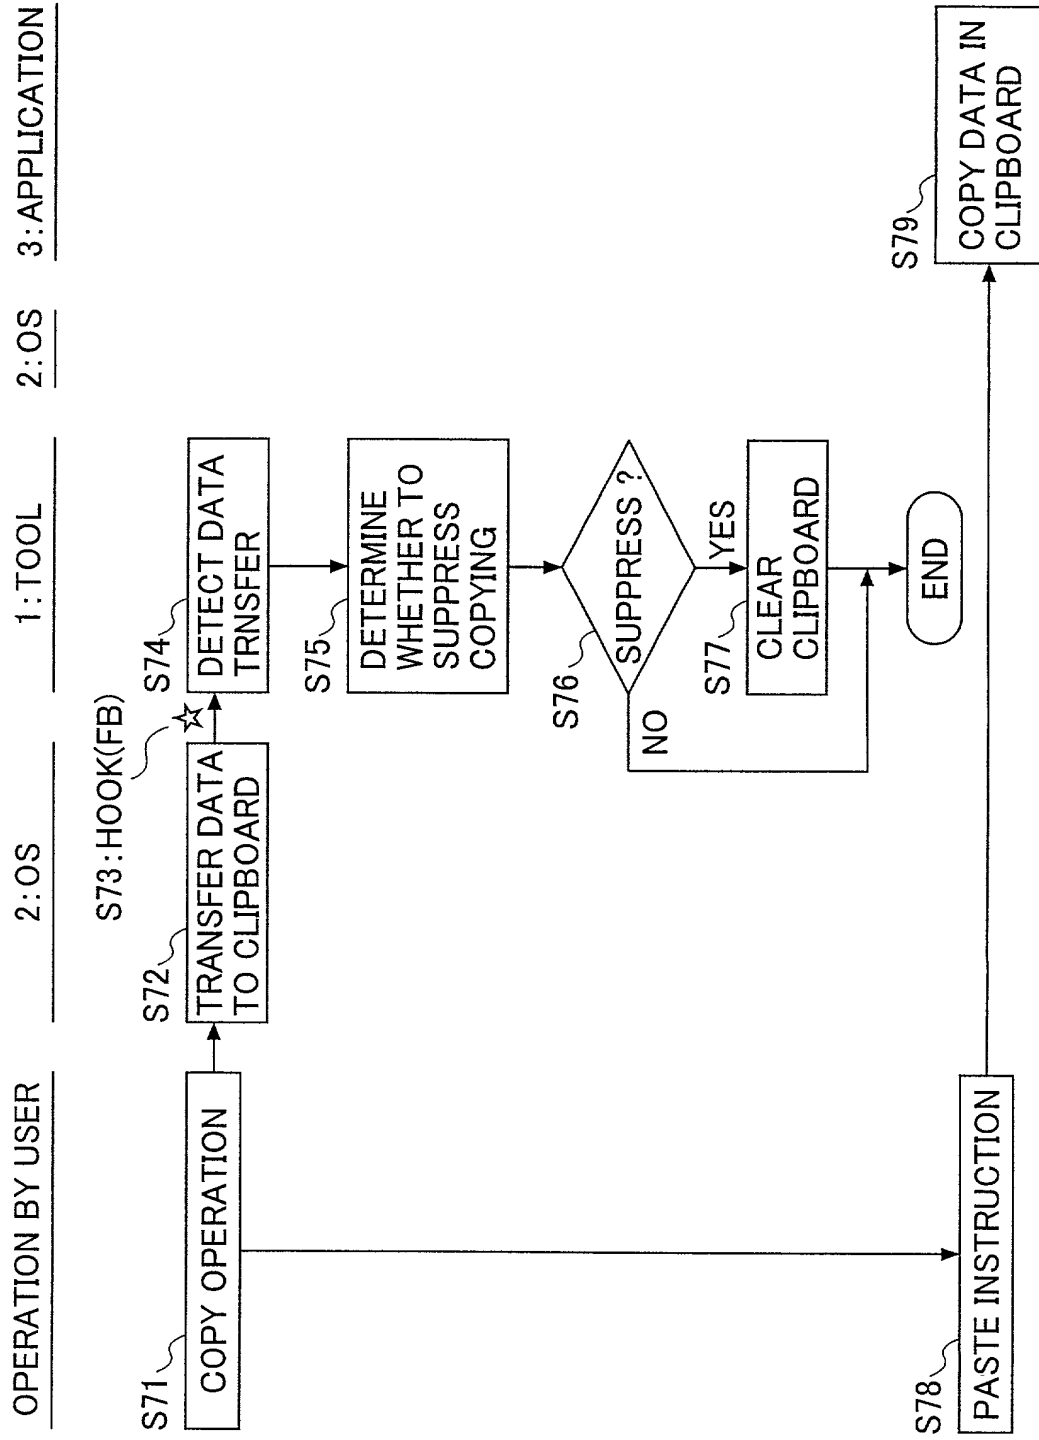 OPERATION BY USER
2:OS
1:TOOL
2:OS
3:APPLICATION
S71
COPY OPERATION
S72
TRANSFER DATA
TO CLIPBOARD
S73:HOOK(FB)
S74
DETECT DATA
TRNSFER
S75
DETERMINE
WHETHER TO
SUPPRESS
COPYING
S76
SUPPRESS ?
NO
YES
S77
CLEAR
CLIPBOARD
END
S78
PASTE INSTRUCTION
S79
COPY DATA IN
CLIPBOARD